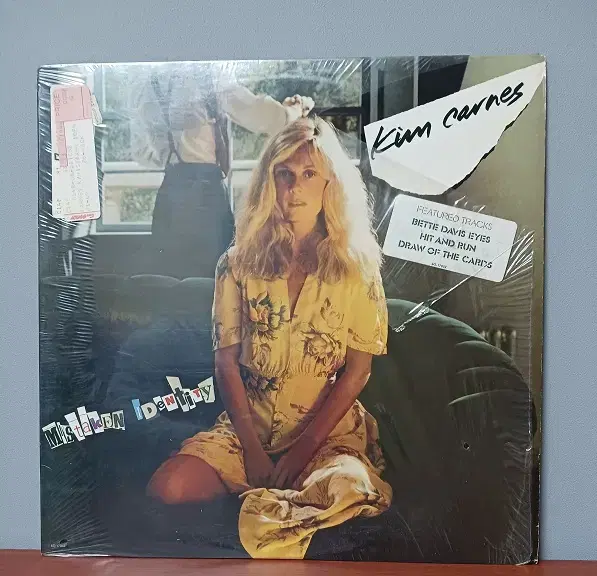 Kim Carnes
FEATURED TRACKS
BETTE DAVIS EYES
HIT AND RUN
DRAW OF THE CARDS
MistaKEN IDentiTY